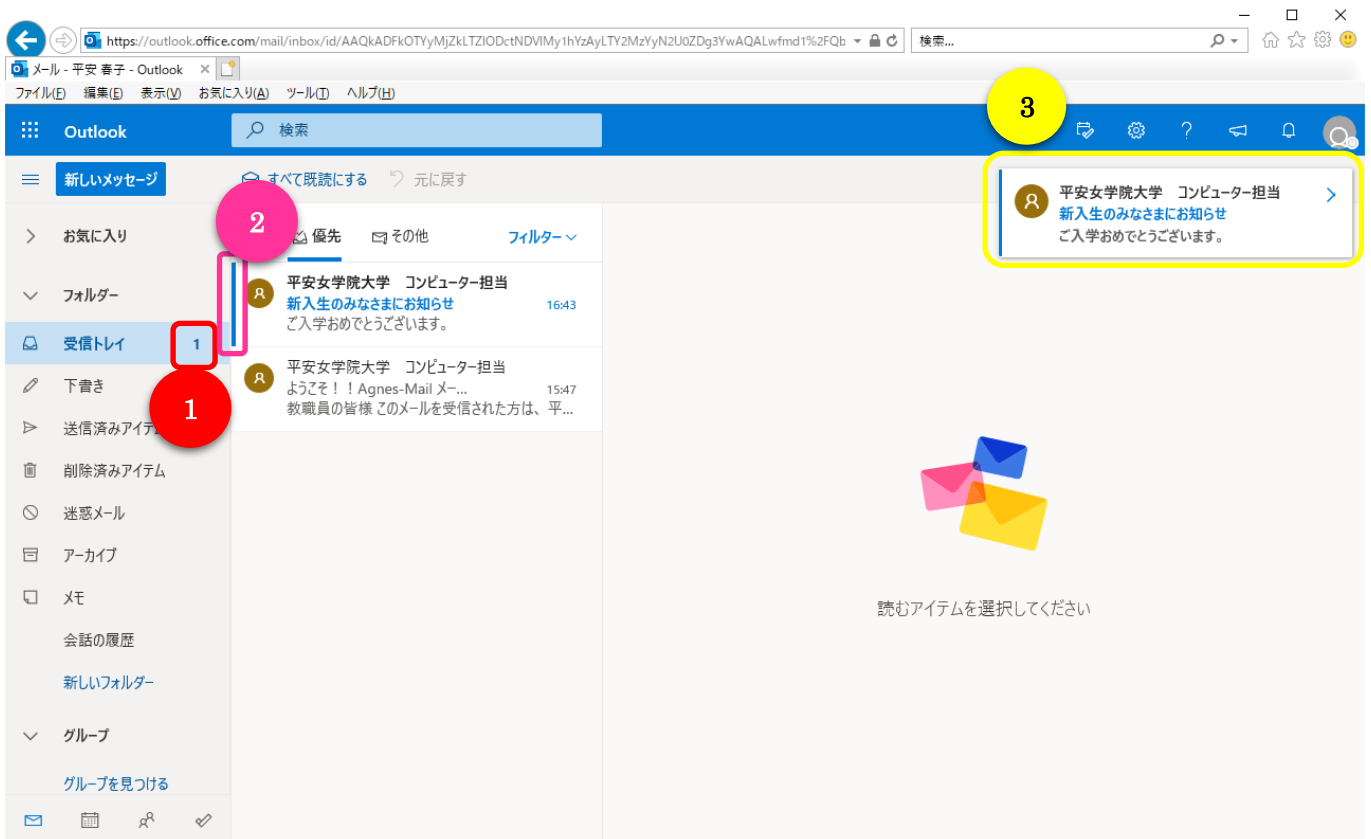 https://outlook.office.com/mail/inbox/id/AAQkADFkOTYyMjZkLTZlODctNDVlMy1hYzAyLTY2MzYyN2U0ZDg3YwAQALwfmd1%2FQb
検索...
メール - 平安 春子 - Outlook
ファイル(F) 編集(E) 表示(V) お気に入り(A) ツール(T) ヘルプ(H)
3
Outlook
検索
新しいメッセージ
すべて既読にする
元に戻す
平安女学院大学 コンピューター担当
新入生のみなさまにお知らせ
ご入学おめでとうございます。
2
お気に入り
優先
その他
フィルター
フォルダー
平安女学院大学 コンピューター担当
新入生のみなさまにお知らせ 16:43
ご入学おめでとうございます。
受信トレイ 1
平安女学院大学 コンピューター担当
ようこそ！！Agnes-Mail メー... 15:47
教職員の皆様 このメールを受信された方は、平...
下書き
1
送信済みアイテ
削除済みアイテム
迷惑メール
アーカイブ
メモ
読むアイテムを選択してください
会話の履歴
新しいフォルダー
グループ
グループを見つける